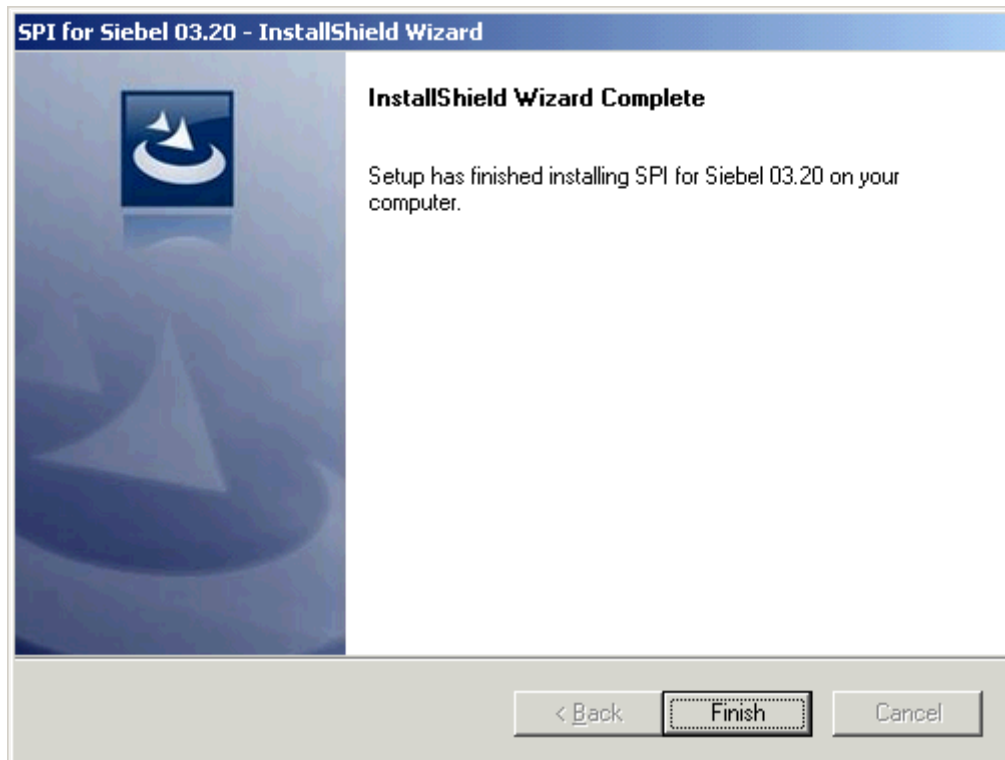 SPI for Siebel 03.20 - InstallShield Wizard
InstallShield Wizard Complete
Setup has finished installing SPI for Siebel 03.20 on your
computer.
< Back Finish Cancel